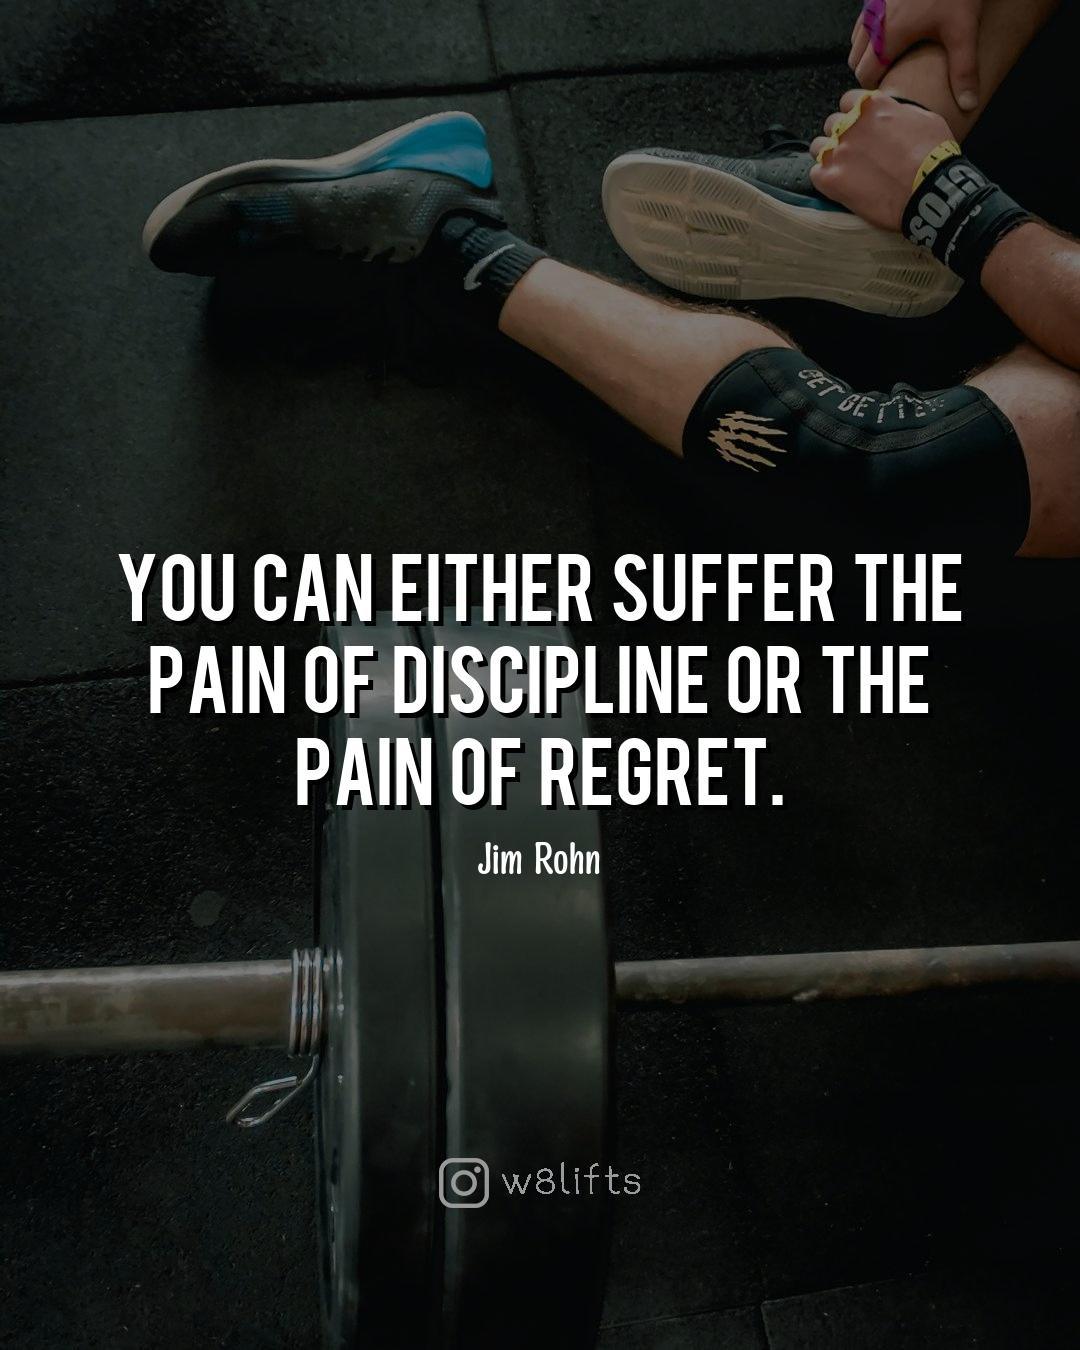 GET BETTER
YOU CAN EITHER SUFFER THE
PAIN OF DISCIPLINE OR THE
PAIN OF REGRET.
Jim Rohn
w8lifts